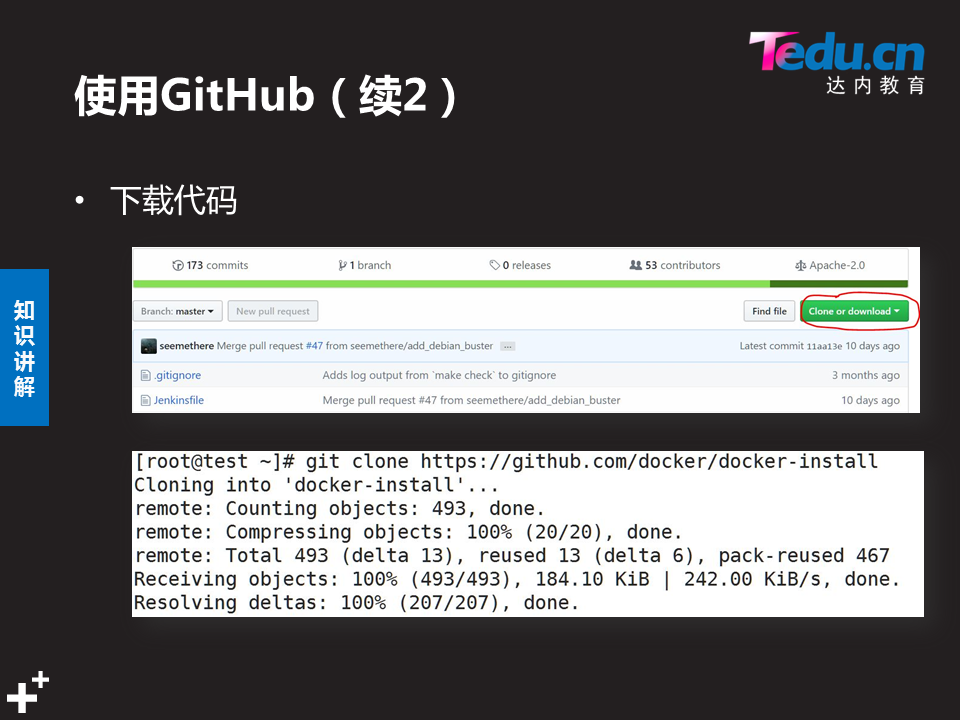 Tedu.cn
达内教育
使用GitHub（续2）
• 下载代码
知识讲解
173 commits 1 branch 0 releases 53 contributors Apache-2.0
Branch: master New pull request Find file Clone or download
seemethere Merge pull request #47 from seemethere/add_debian_buster ... Latest commit 11aa13e 10 days ago
.gitignore Adds log output from `make check` to gitignore 3 months ago
Jenkinsfile Merge pull request #47 from seemethere/add_debian_buster 10 days ago
[root@test ~]# git clone https://github.com/docker/docker-install
Cloning into 'docker-install'...
remote: Counting objects: 493, done.
remote: Compressing objects: 100% (20/20), done.
remote: Total 493 (delta 13), reused 13 (delta 6), pack-reused 467
Receiving objects: 100% (493/493), 184.10 KiB | 242.00 KiB/s, done.
Resolving deltas: 100% (207/207), done.